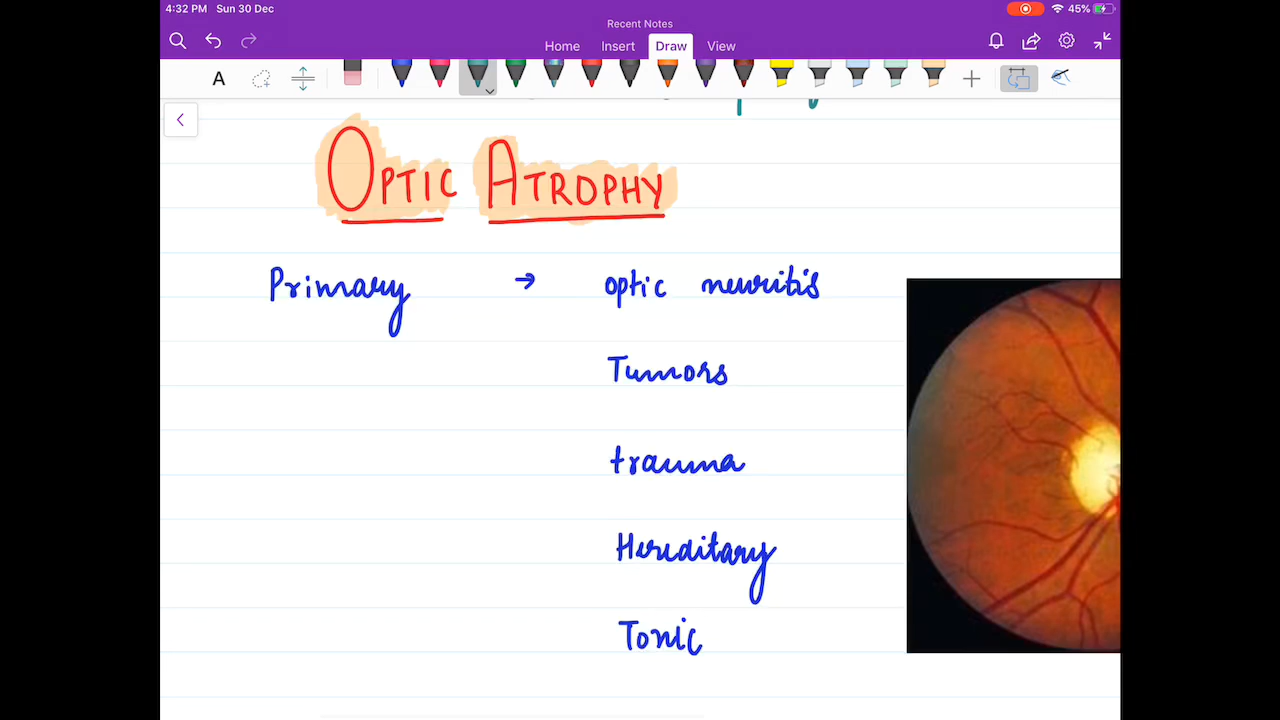 4:32 PM Sun 30 Dec
45%
Recent Notes
Home Insert Draw View
A
OPTIC ATROPHY
Primary → optic neuritis
Tumors
trauma
Hereditary
Tonic